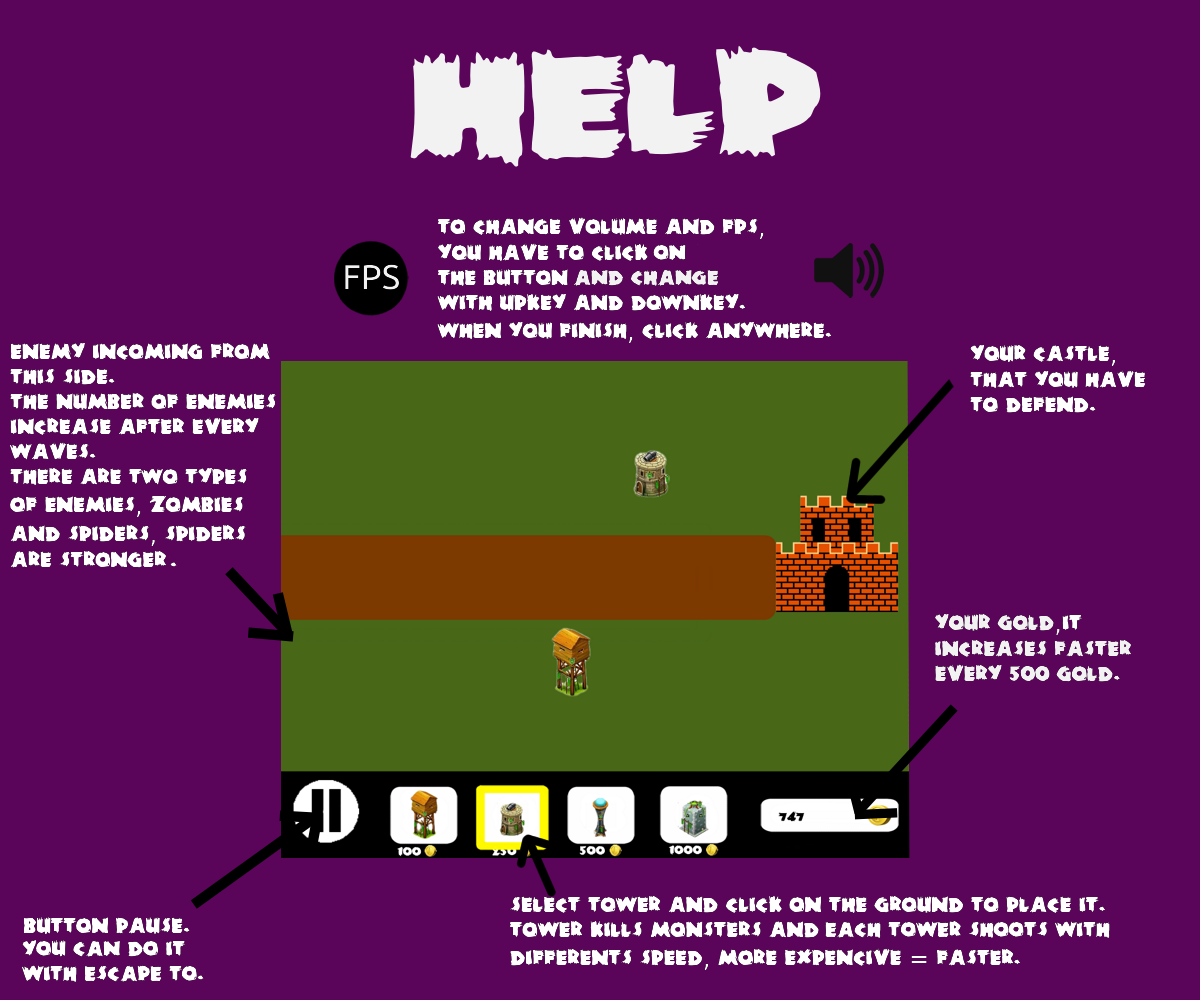 HELP
TO CHANGE VOLUME AND FPS,
YOU HAVE TO CLICK ON
THE BUTTON AND CHANGE
WITH UPKEY AND DOWNKEY.
WHEN YOU FINISH, CLICK ANYWHERE.
FPS
ENEMY INCOMING FROM
THIS SIDE.
THE NUMBER OF ENEMIES
INCREASE AFTER EVERY
WAVES.
THERE ARE TWO TYPES
OF ENEMIES, ZOMBIES
AND SPIDERS, SPIDERS
ARE STRONGER.
YOUR CASTLE,
THAT YOU HAVE
TO DEFEND.
YOUR GOLD,IT
INCREASES FASTER
EVERY 500 GOLD.
747
100
250
500
1000
BUTTON PAUSE.
YOU CAN DO IT
WITH ESCAPE TO.
SELECT TOWER AND CLICK ON THE GROUND TO PLACE IT.
TOWER KILLS MONSTERS AND EACH TOWER SHOOTS WITH
DIFFERENTS SPEED, MORE EXPENCIVE = FASTER.